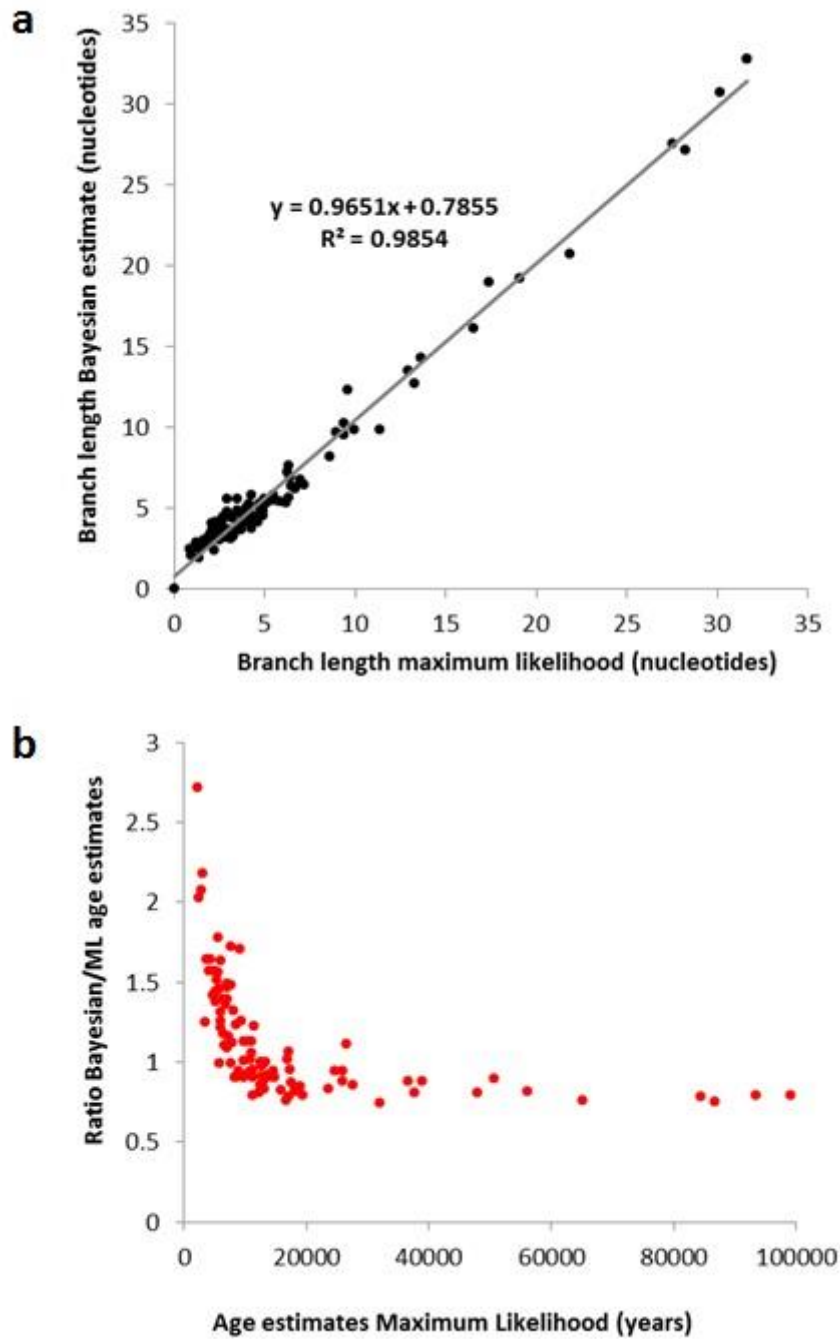 a
Branch length Bayesian estimate (nucleotides)
35
30
25
20
15
10
5
0
y = 0.9651x + 0.7855
R² = 0.9854
0 5 10 15 20 25 30 35
Branch length maximum likelihood (nucleotides)
b
Ratio Bayesian/ML age estimates
3
2.5
2
1.5
1
0.5
0
0 20000 40000 60000 80000 100000
Age estimates Maximum Likelihood (years)